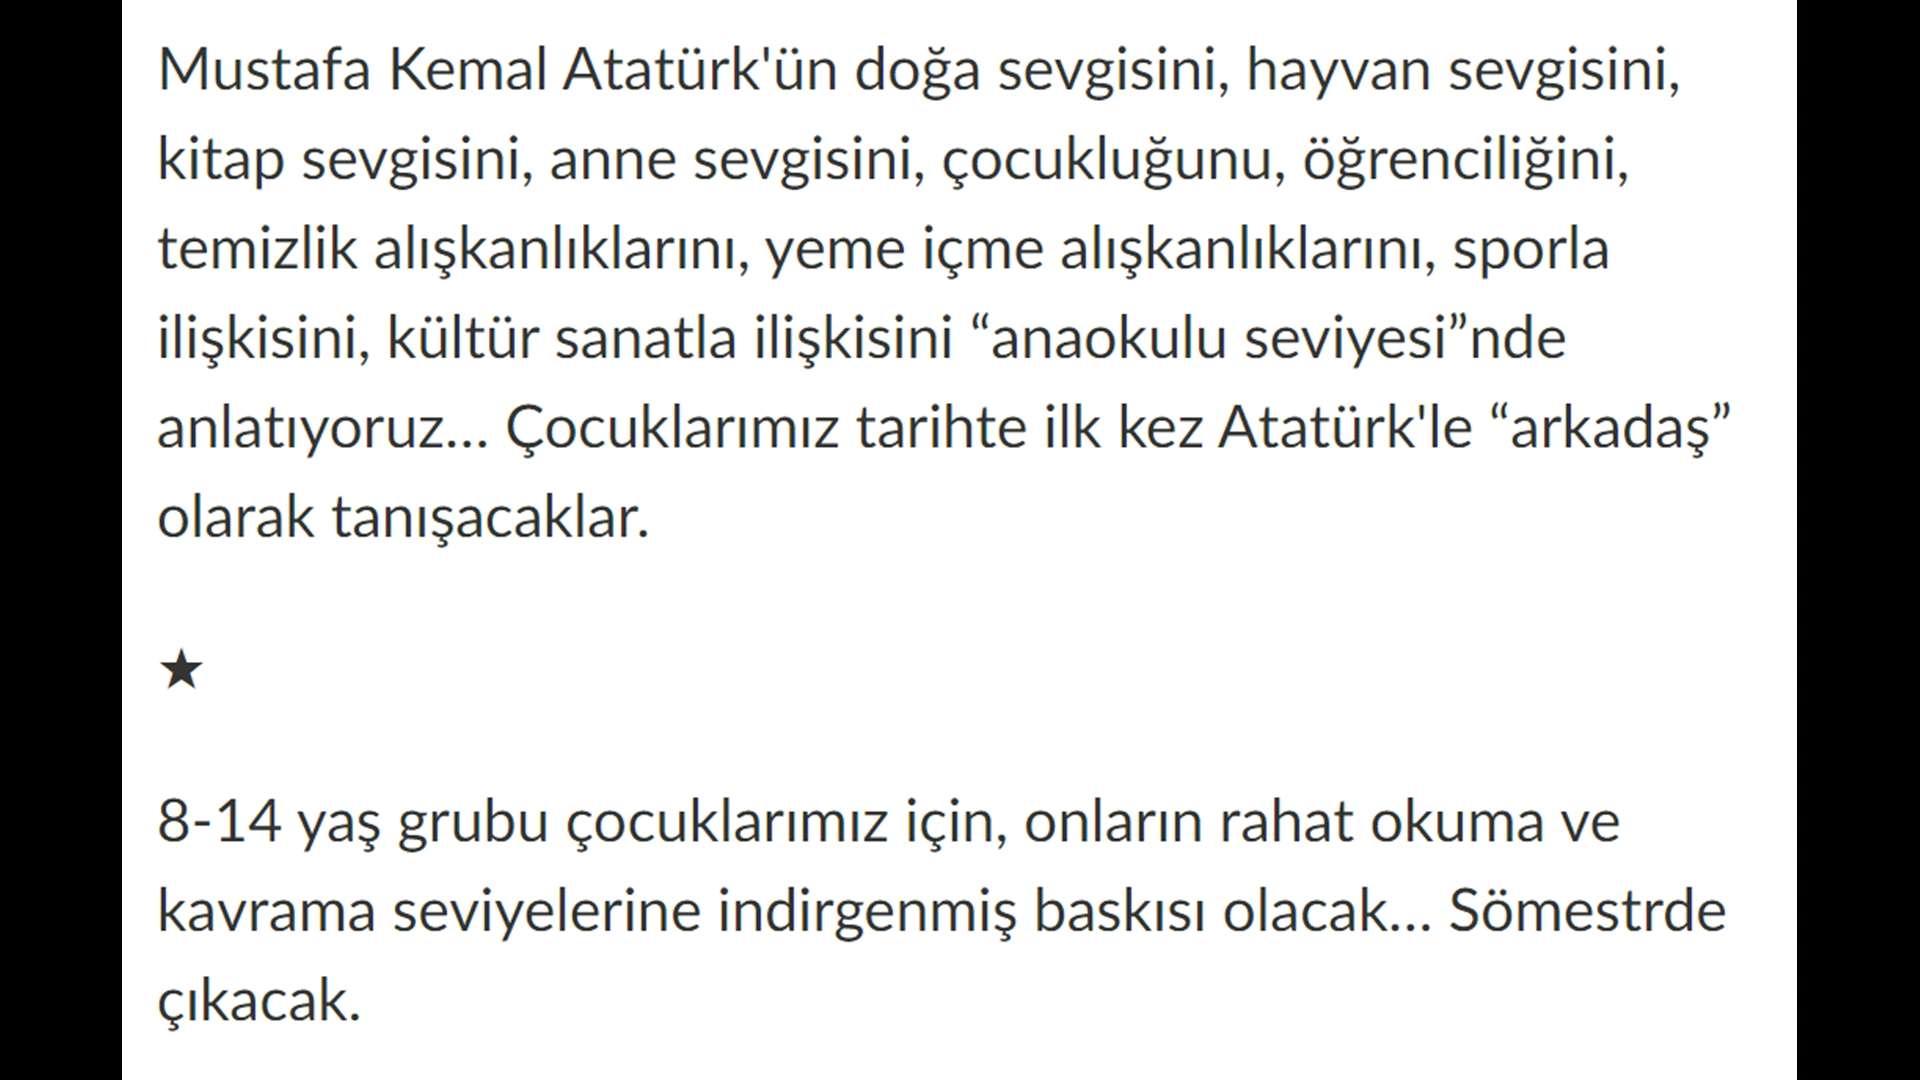 Mustafa Kemal Atatürk'ün doğa sevgisini, hayvan sevgisini,
kitap sevgisini, anne sevgisini, çocukluğunu, öğrenciliğini,
temizlik alışkanlıklarını, yeme içme alışkanlıklarını, sporla
ilişkisini, kültür sanatla ilişkisini “anaokulu seviyesi”nde
anlatıyoruz... Çocuklarımız tarihte ilk kez Atatürk'le “arkadaş”
olarak tanışacaklar.
★
8-14 yaş grubu çocuklarımız için, onların rahat okuma ve
kavrama seviyelerine indirgenmiş baskısı olacak... Sömestrde
çıkacak.